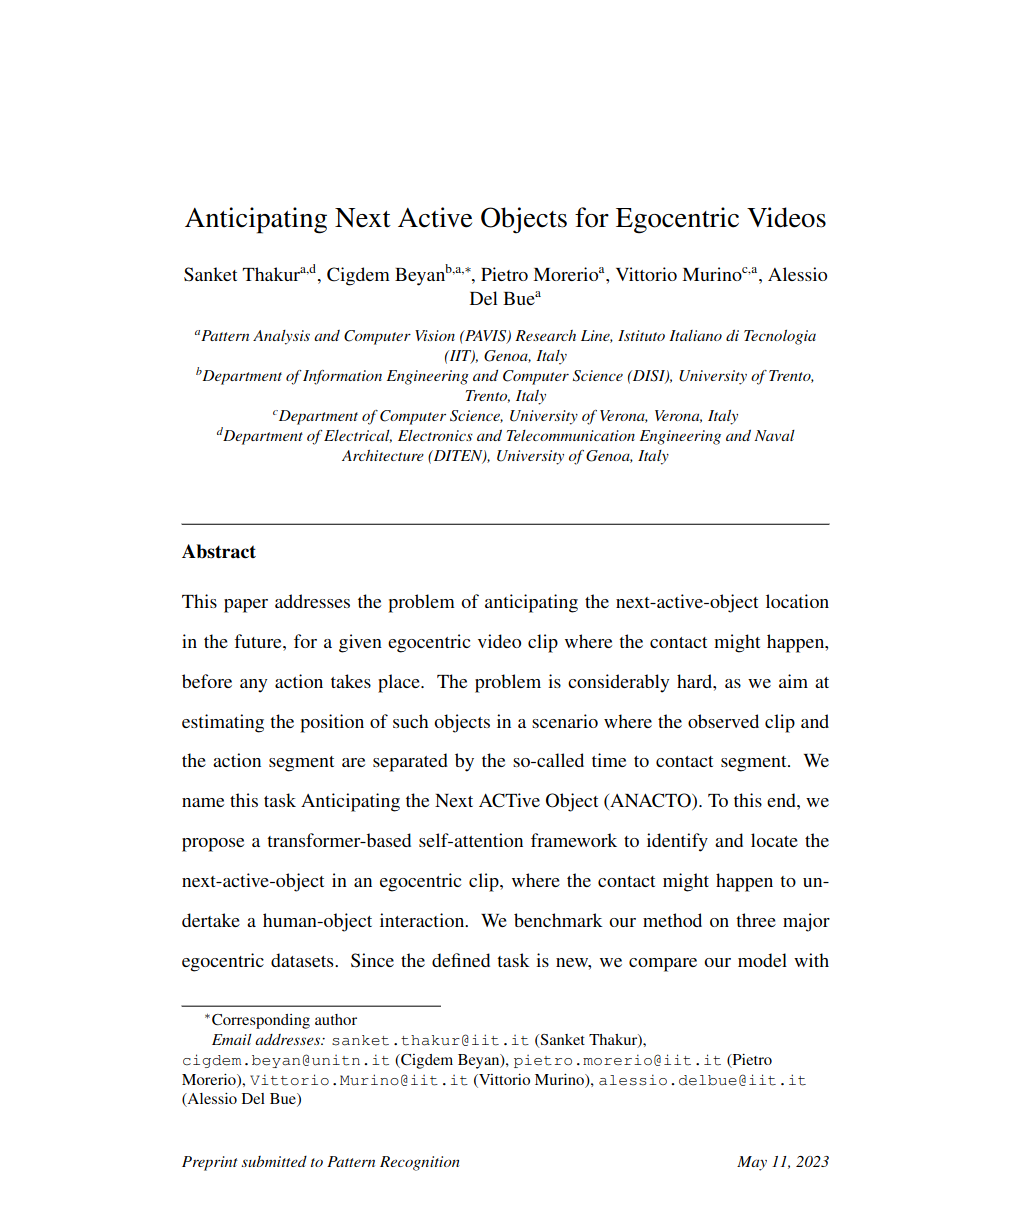 Anticipating Next Active Objects for Egocentric Videos
Sanket Thakura,d, Cigdem Beyanb,a,∗, Pietro Morerioa, Vittorio Murinoc,a, Alessio
Del Buea
aPattern Analysis and Computer Vision (PAVIS) Research Line, Istituto Italiano di Tecnologia
(IIT), Genoa, Italy
bDepartment of Information Engineering and Computer Science (DISI), University of Trento,
Trento, Italy
cDepartment of Computer Science, University of Verona, Verona, Italy
dDepartment of Electrical, Electronics and Telecommunication Engineering and Naval
Architecture (DITEN), University of Genoa, Italy
Abstract
This paper addresses the problem of anticipating the next-active-object location
in the future, for a given egocentric video clip where the contact might happen,
before any action takes place. The problem is considerably hard, as we aim at
estimating the position of such objects in a scenario where the observed clip and
the action segment are separated by the so-called time to contact segment. We
name this task Anticipating the Next ACTive Object (ANACTO). To this end, we
propose a transformer-based self-attention framework to identify and locate the
next-active-object in an egocentric clip, where the contact might happen to un-
dertake a human-object interaction. We benchmark our method on three major
egocentric datasets. Since the defined task is new, we compare our model with
∗Corresponding author
Email addresses: sanket.thakur@iit.it (Sanket Thakur),
cigdem.beyan@unitn.it (Cigdem Beyan), pietro.morerio@iit.it (Pietro
Morerio), Vittorio.Murino@iit.it (Vittorio Murino), alessio.delbue@iit.it
(Alessio Del Bue)
Preprint submitted to Pattern Recognition May 11, 2023